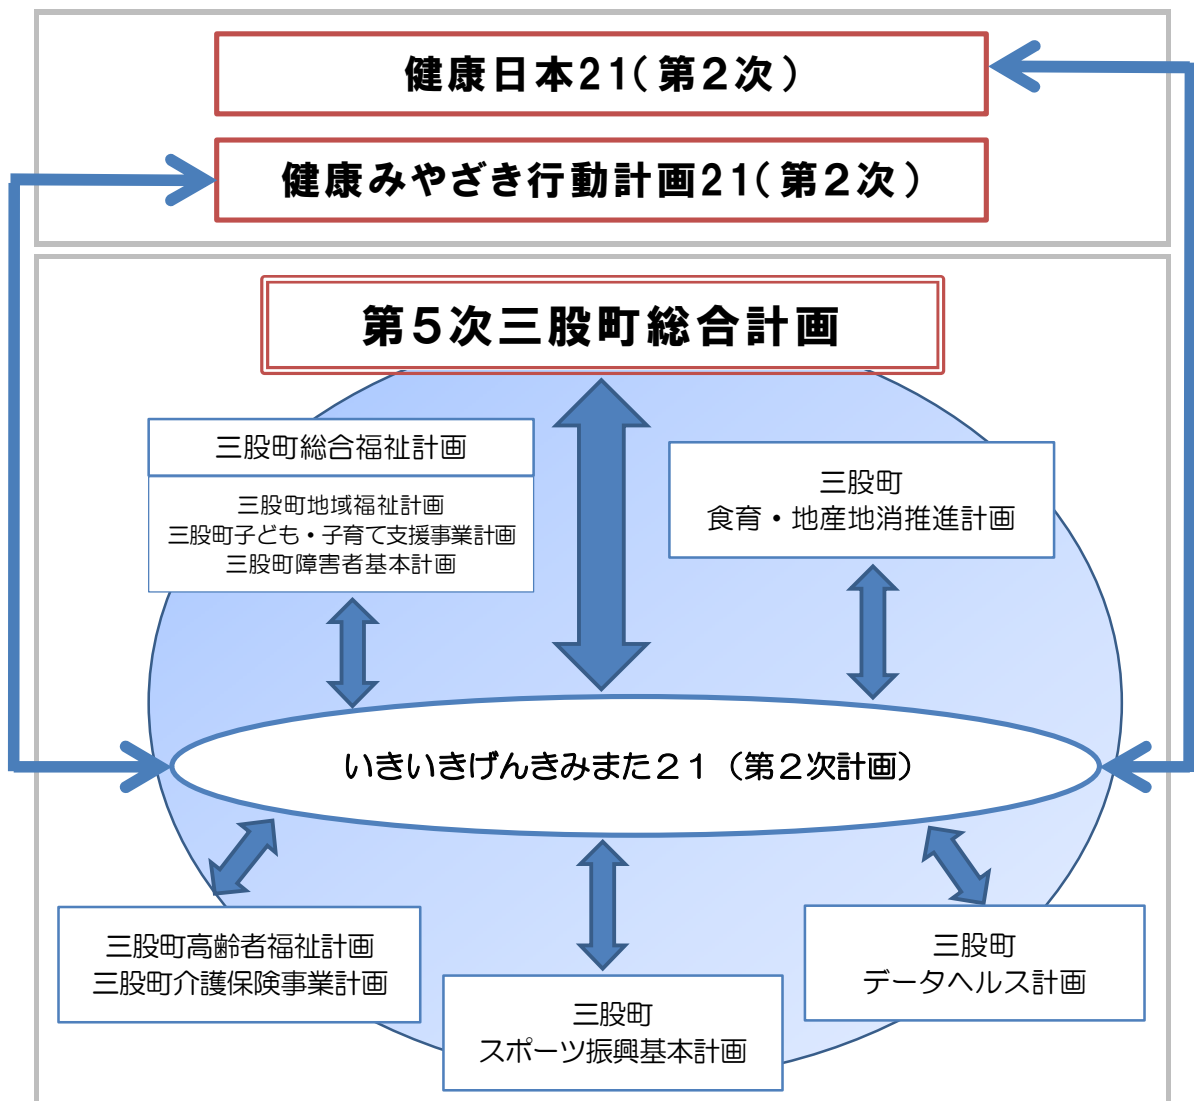 健康日本21(第2次)
健康みやざき行動計画21(第2次)
第5次三股町総合計画
三股町総合福祉計画
三股町地域福祉計画
三股町子ども・子育て支援事業計画
三股町障害者基本計画
三股町
食育・地産地消推進計画
いきいきげんきみまた21（第2次計画）
三股町高齢者福祉計画
三股町介護保険事業計画
三股町
スポーツ振興基本計画
三股町
データヘルス計画